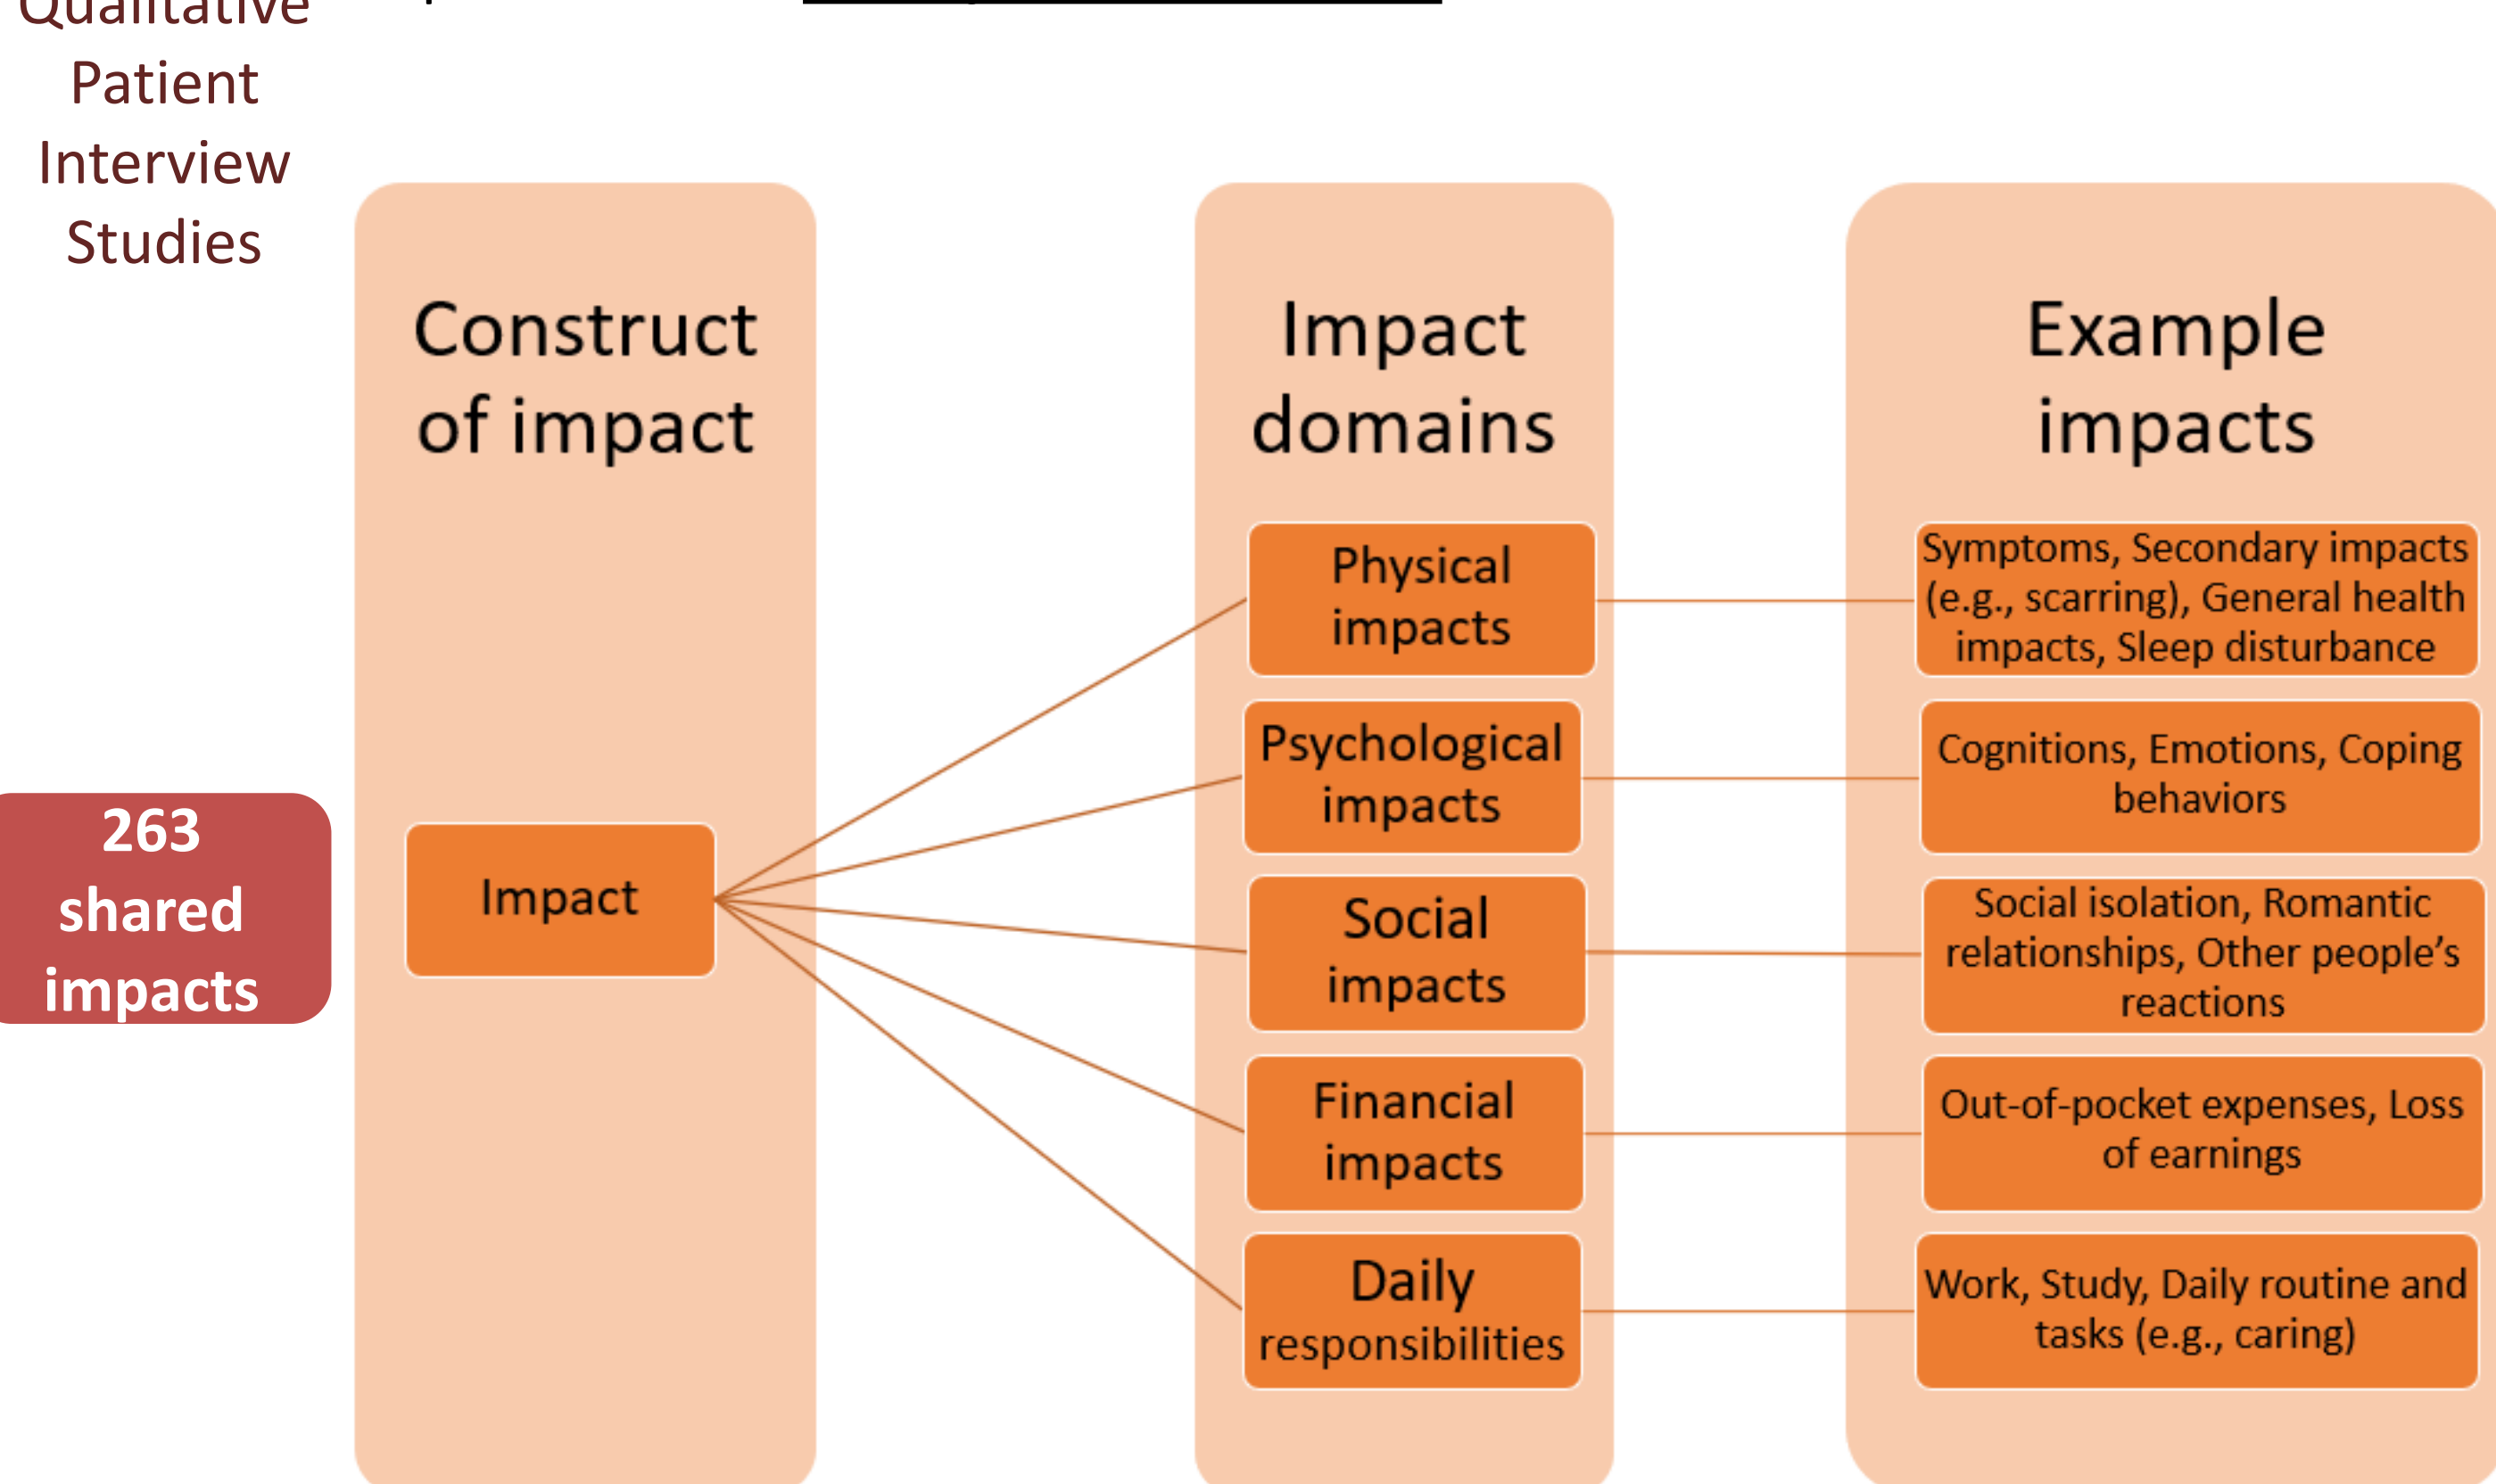 Qualitative
Patient
Interview
Studies
263
shared
impacts
Construct
of impact
Impact
Impact
domains
Physical
impacts
Psychological
impacts
Social
impacts
Financial
impacts
Daily
responsibilities
Example
impacts
Symptoms, Secondary impacts
(e.g., scarring), General health
impacts, Sleep disturbance
Cognitions, Emotions, Coping
behaviors
Social isolation, Romantic
relationships, Other people’s
reactions
Out-of-pocket expenses, Loss
of earnings
Work, Study, Daily routine and
tasks (e.g., caring)